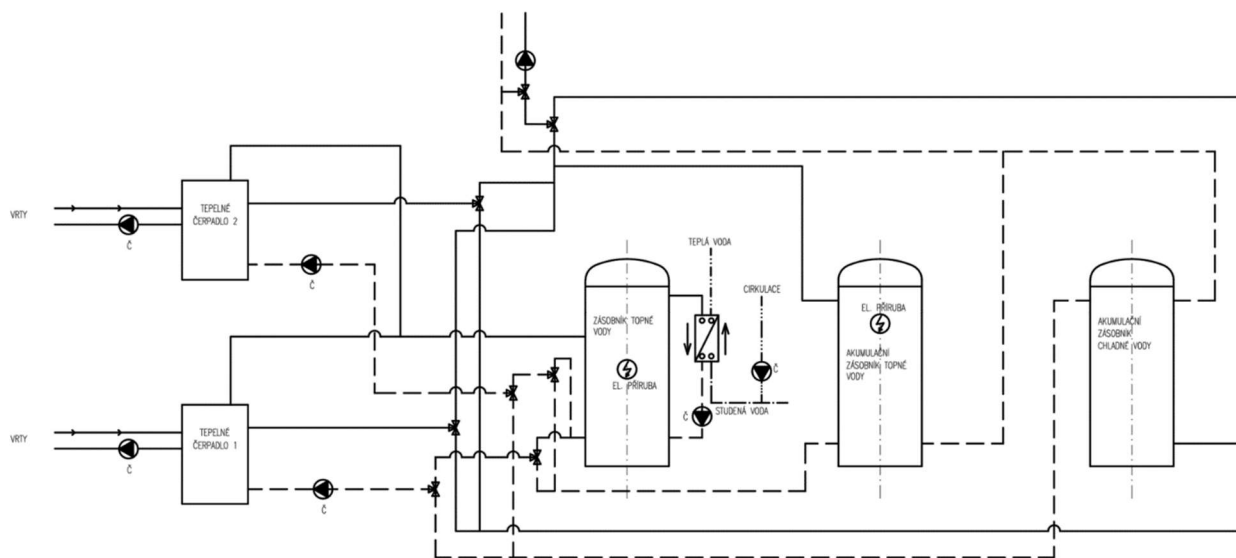 VRTY
TEPELNÉ
ČERPADLO 2
Č
Č
TEPLÁ VODA
CIRKULACE
ZÁSOBNÍK TOPNÉ
VODY
EL. PŘÍRUBA
Č
Č
STUDENÁ VODA
EL. PŘÍRUBA
AKUMULAČNÍ
ZÁSOBNÍK TOPNÉ
VODY
AKUMULAČNÍ
ZÁSOBNÍK
CHLADNÉ VODY
VRTY
TEPELNÉ
ČERPADLO 1
Č
Č